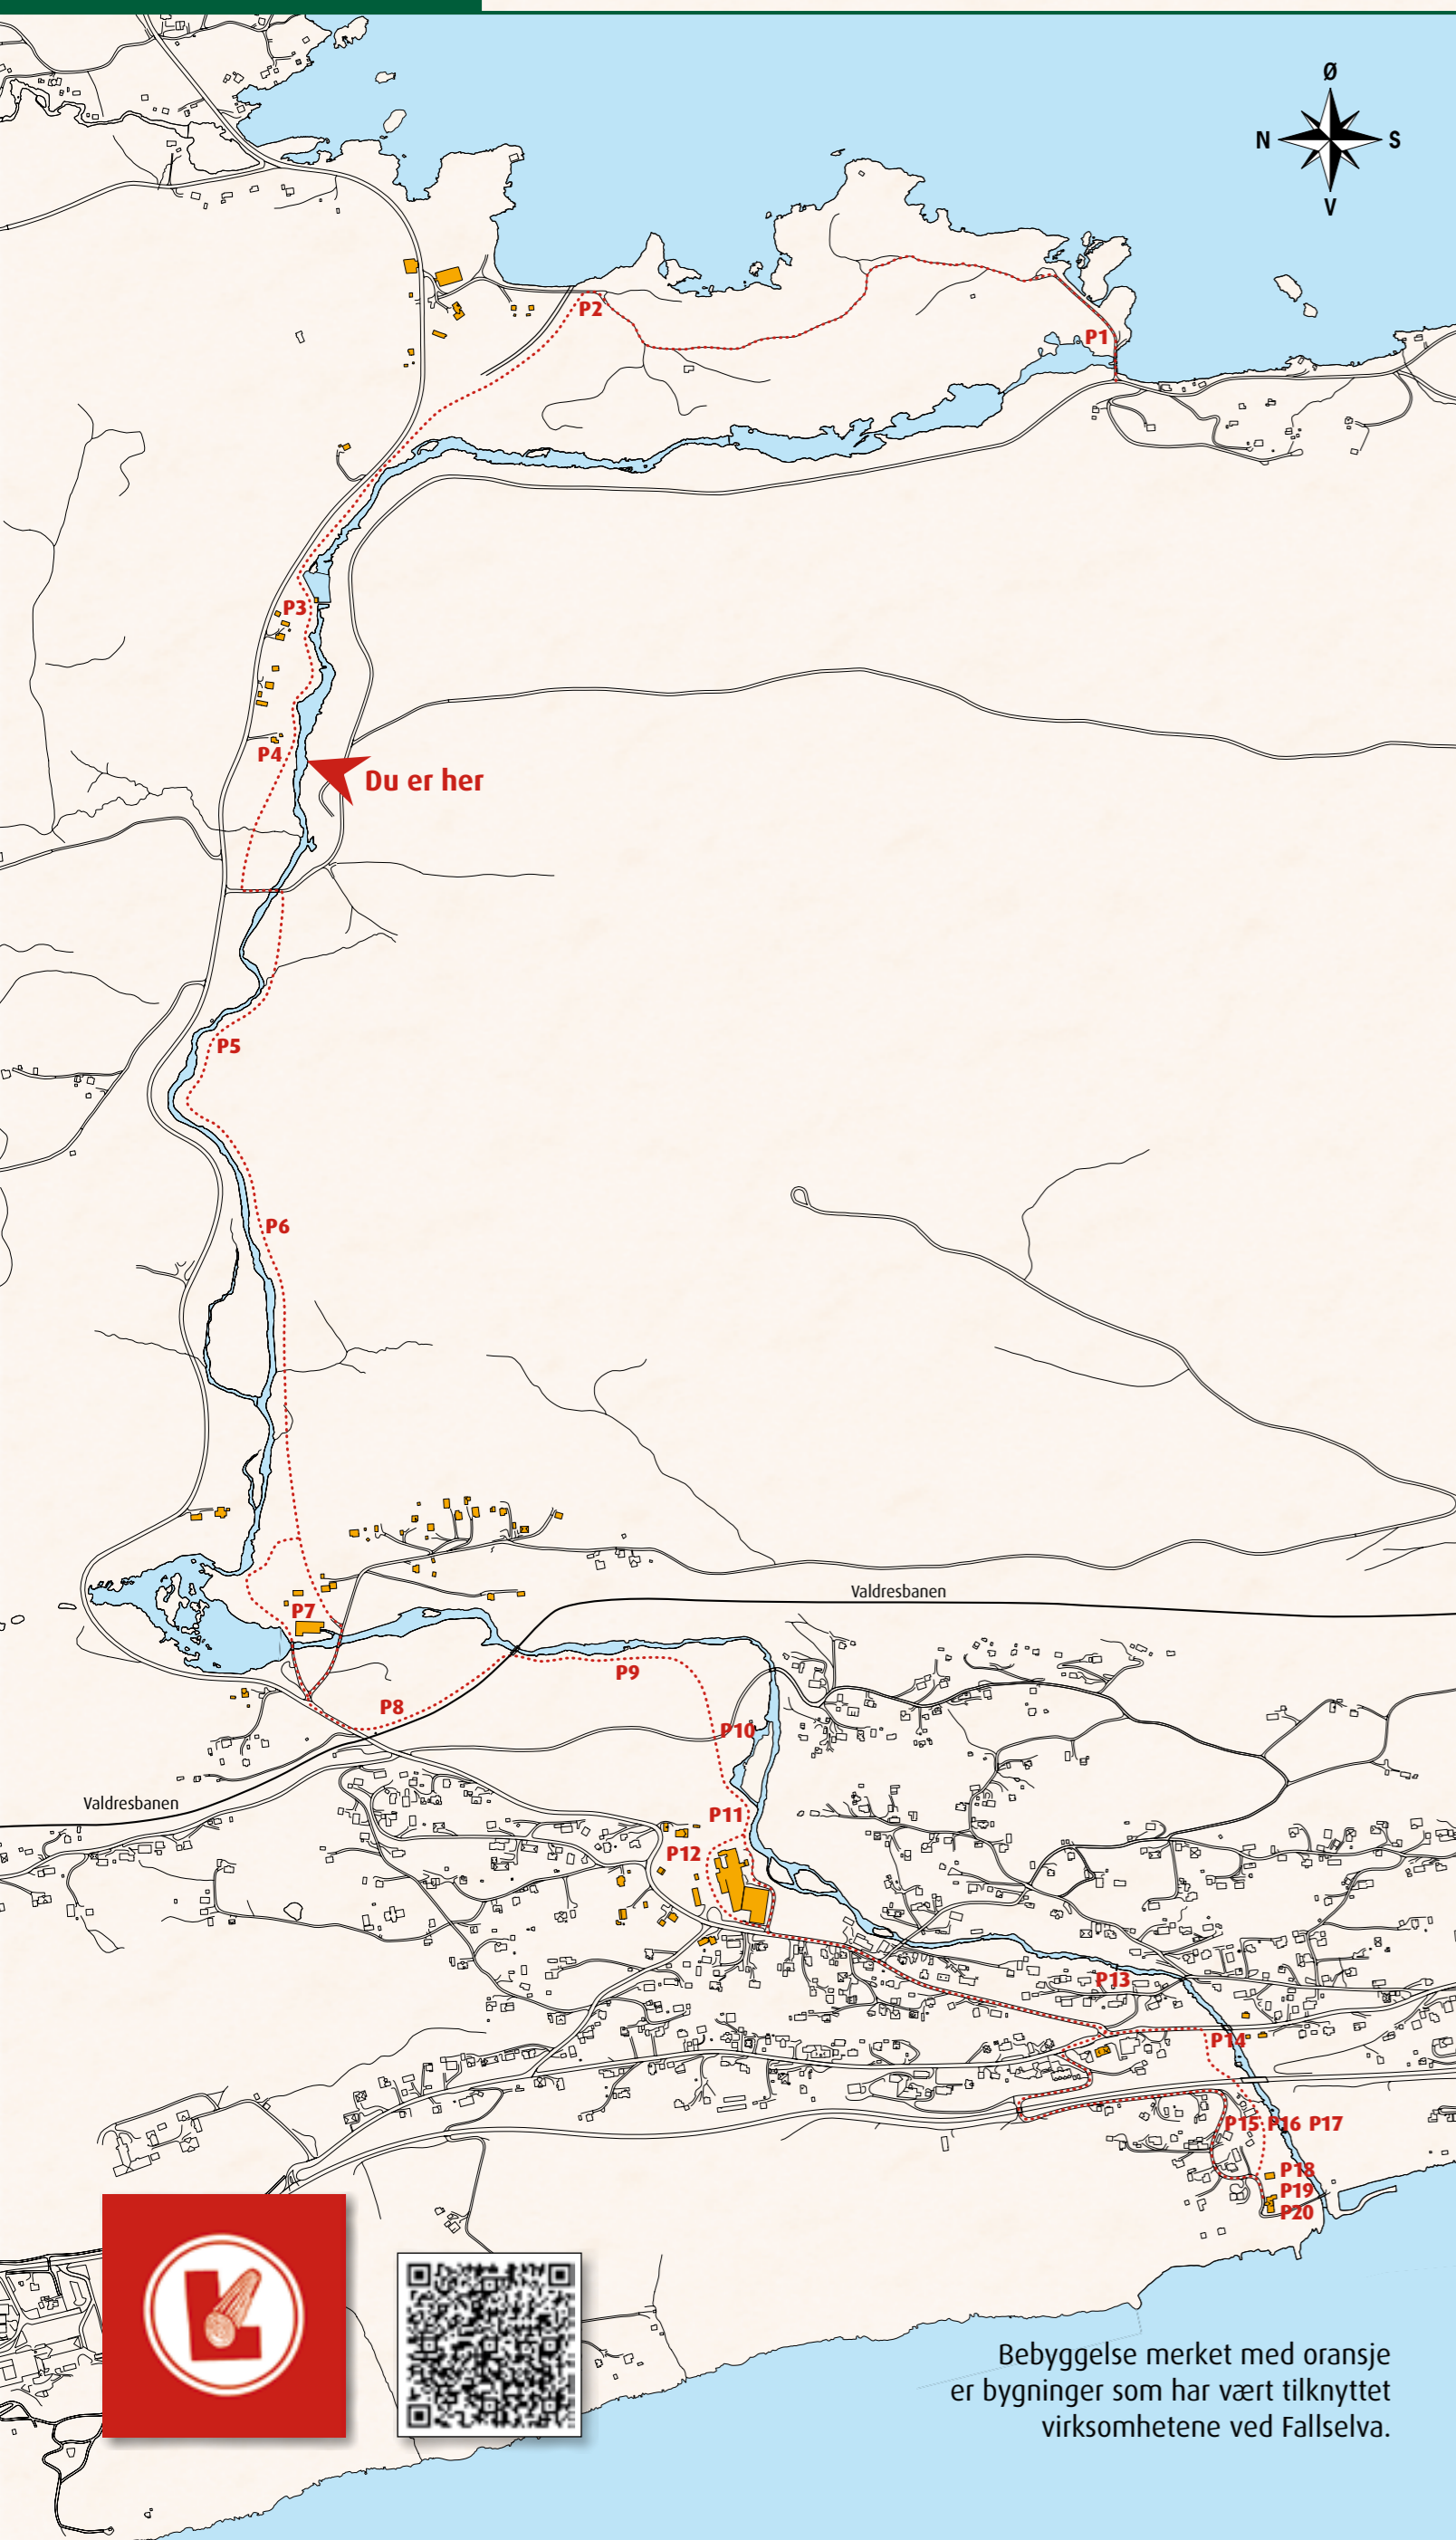 Ø
N
S
V
P2
P1
P3
P4
Du er her
P5
P6
Valdresbanen
P7
P9
P8
P10
Valdresbanen
P11
P12
P13
P14
P15 P16 P17
P18
P19
P20
L
Bebyggelse merket med oransje
er bygninger som har vært tilknyttet
virksomhetene ved Fallselva.